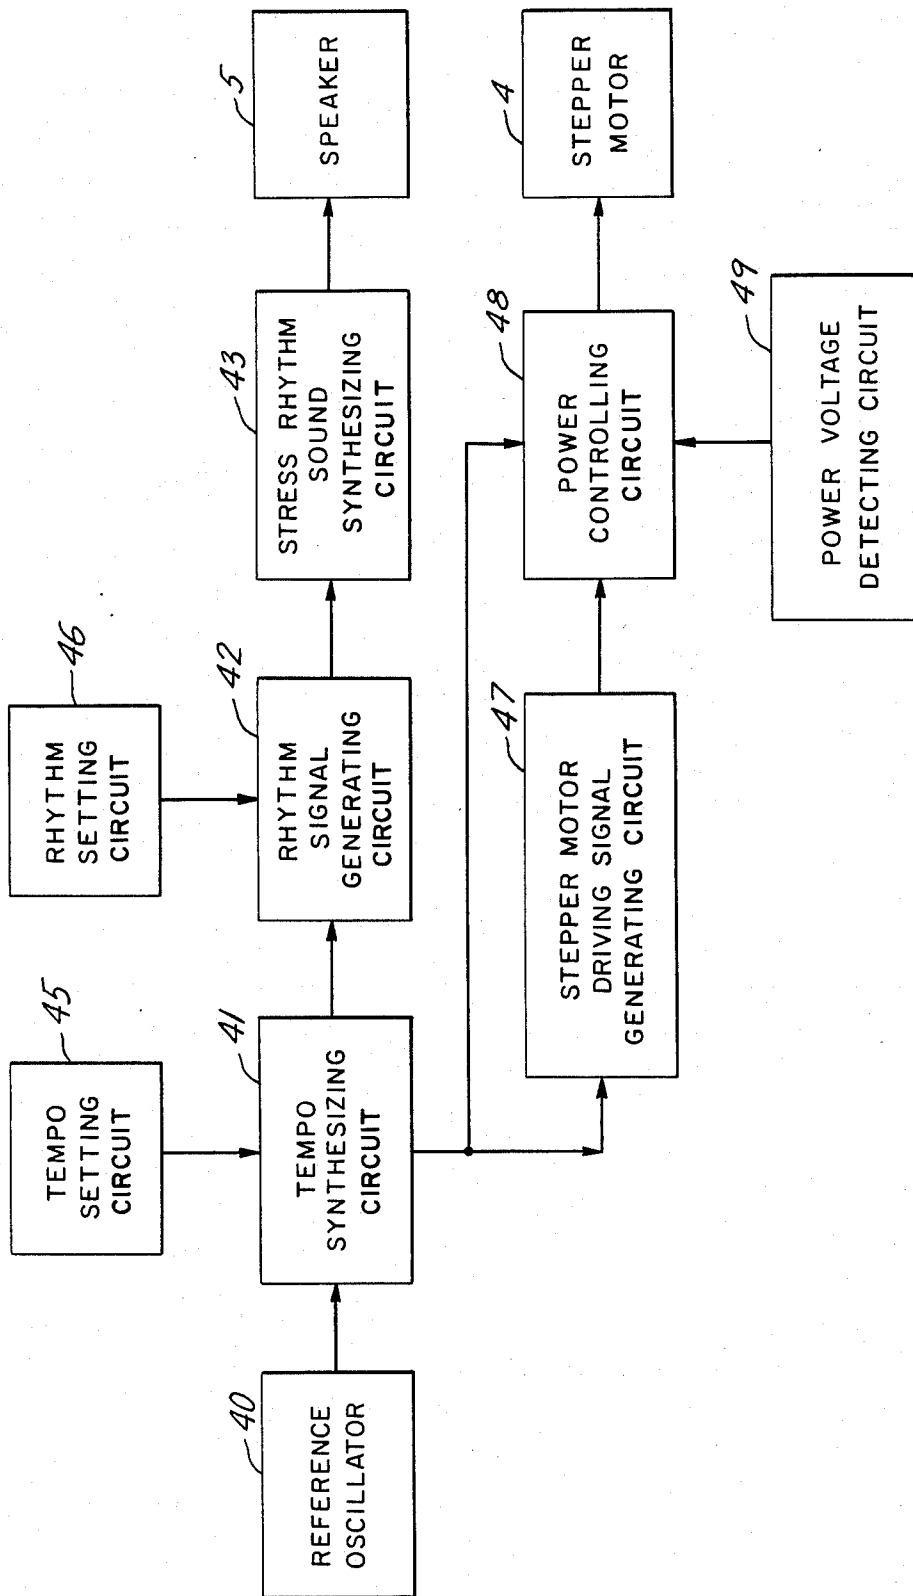 45
TEMPO
SETTING
CIRCUIT
46
RHYTHM
SETTING
CIRCUIT
40
REFERENCE
OSCILLATOR
41
TEMPO
SYNTHESIZING
CIRCUIT
42
RHYTHM
SIGNAL
GENERATING
CIRCUIT
43
STRESS RHYTHM
SOUND
SYNTHESIZING
CIRCUIT
5
SPEAKER
47
STEPPER MOTOR
DRIVING SIGNAL
GENERATING CIRCUIT
48
POWER
CONTROLLING
CIRCUIT
4
STEPPER
MOTOR
49
POWER VOLTAGE
DETECTING CIRCUIT